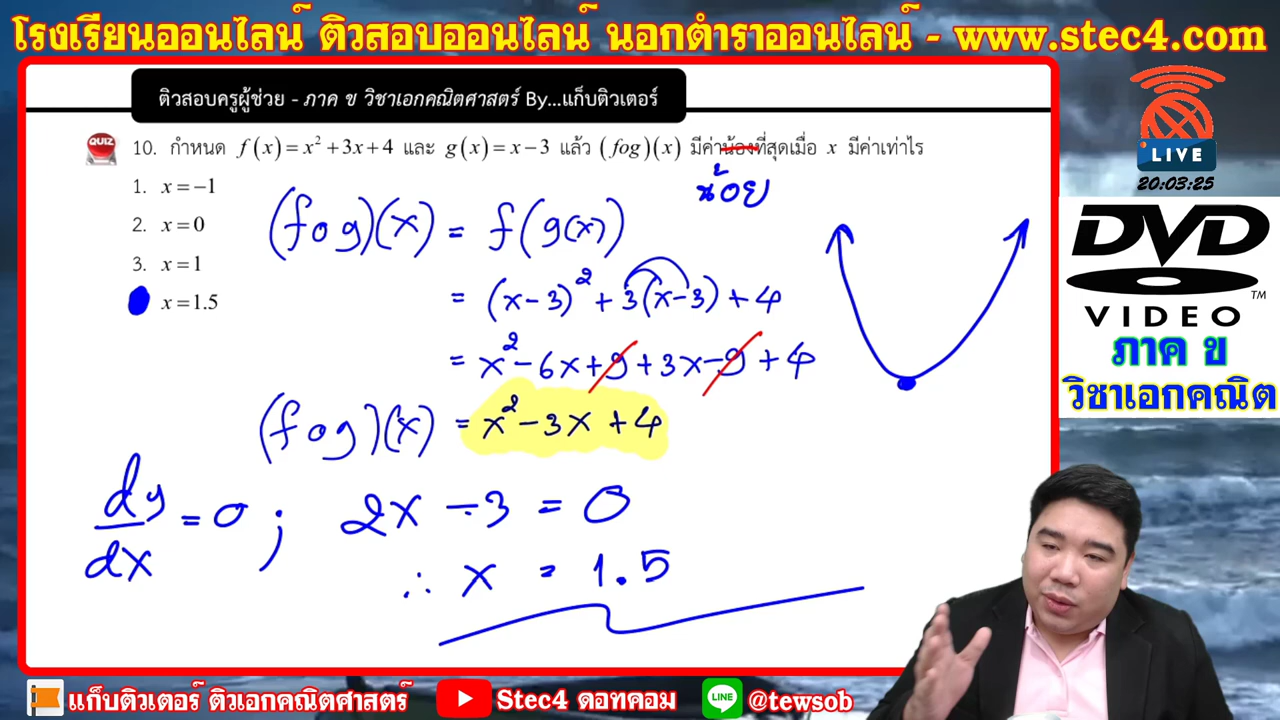 โรงเรียนออนไลน์ ติวสอบออนไลน์ นอกตำราออนไลน์ - www.stec4.com
ติวสอบครูผู้ช่วย - ภาค ข วิชาเอกคณิตศาสตร์ By...แก็บติวเตอร์
QUIZ
10. กำหนด f(x)=x²+3x+4 และ g(x)=x−3 แล้ว (fog)(x) มีค่าน้องที่สุดเมื่อ x มีค่าเท่าไร
น้อย
1. x=−1
2. x=0
3. x=1
x=1.5
(fog)(x) = f(g(x))
= (x−3)² + 3(x−3) + 4
= x² − 6x + 9 + 3x − 9 + 4
(fog)(x) = x² − 3x + 4
dy/dx = 0 ; 2x − 3 = 0
∴ x = 1.5
LIVE
20:03:25
DVD
VIDEO
TM
ภาค ข
วิชาเอกคณิต
แก็บติวเตอร์ ติวเอกคณิตศาสตร์ Stec4 ดอทคอม LINE @tewsob